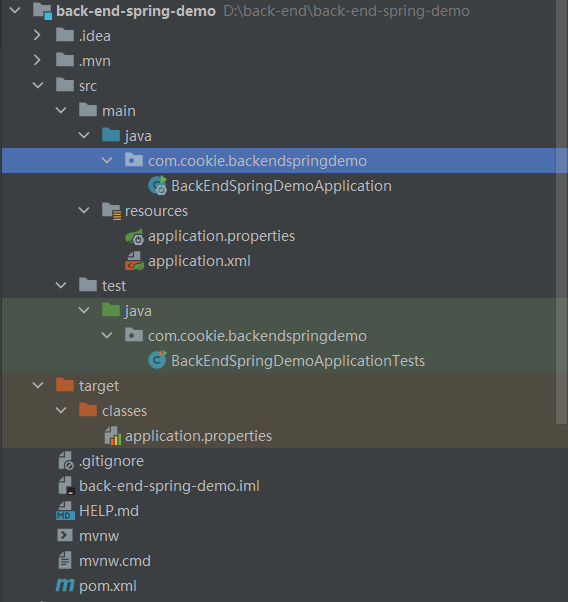 back-end-spring-demo D:\back-end\back-end-spring-demo
.idea
.mvn
src
main
java
com.cookie.backendspringdemo
BackEndSpringDemoApplication
resources
application.properties
application.xml
test
java
com.cookie.backendspringdemo
BackEndSpringDemoApplicationTests
target
classes
application.properties
.gitignore
back-end-spring-demo.iml
HELP.md
mvnw
mvnw.cmd
pom.xml